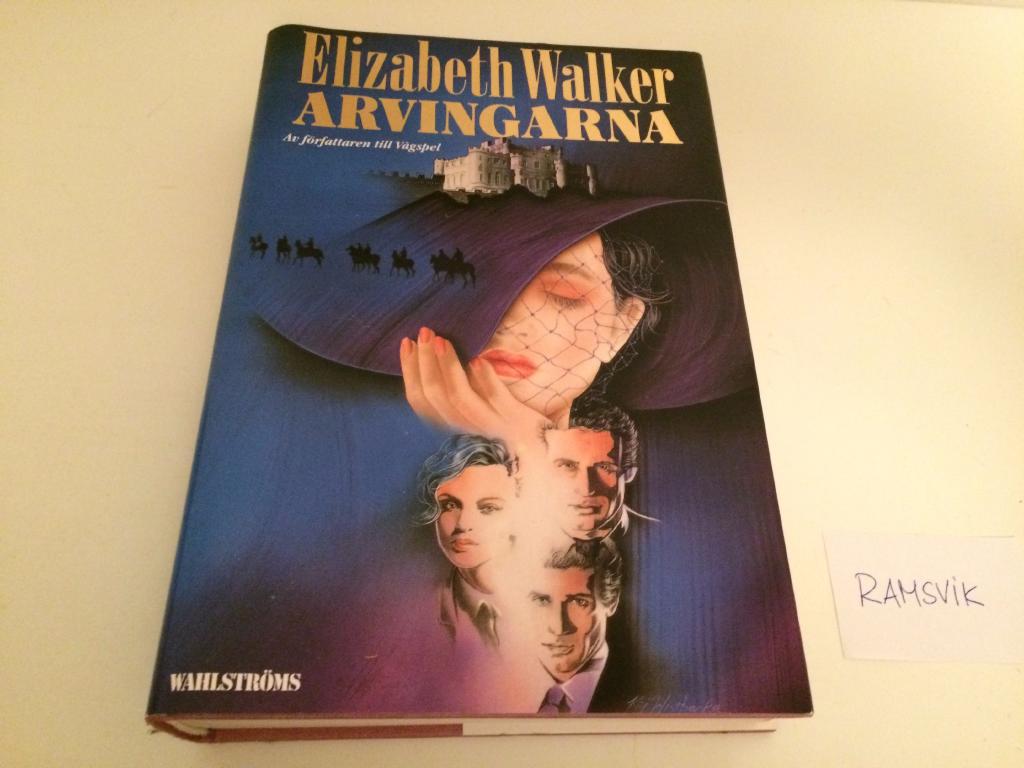 Elizabeth Walker
ARVINGARNA
Av författaren till Vågspel
WAHLSTRÖMS
RAMSVIK